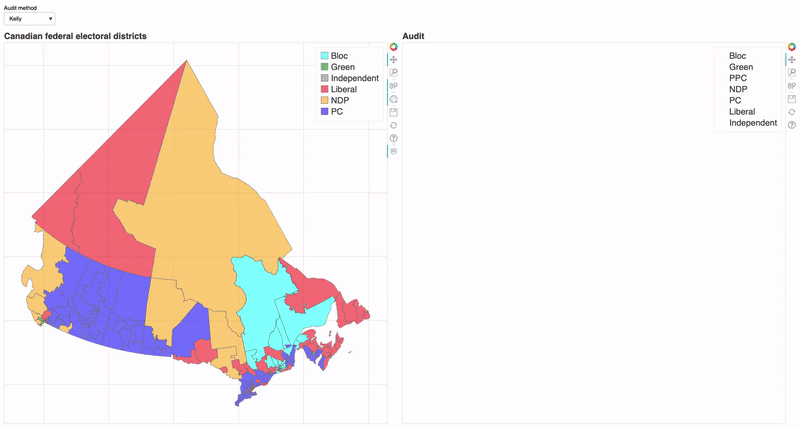 Audit method
Kelly
Canadian federal electoral districts
Bloc
Green
Independent
Liberal
NDP
PC
Audit
Bloc
Green
PPC
NDP
PC
Liberal
Independent